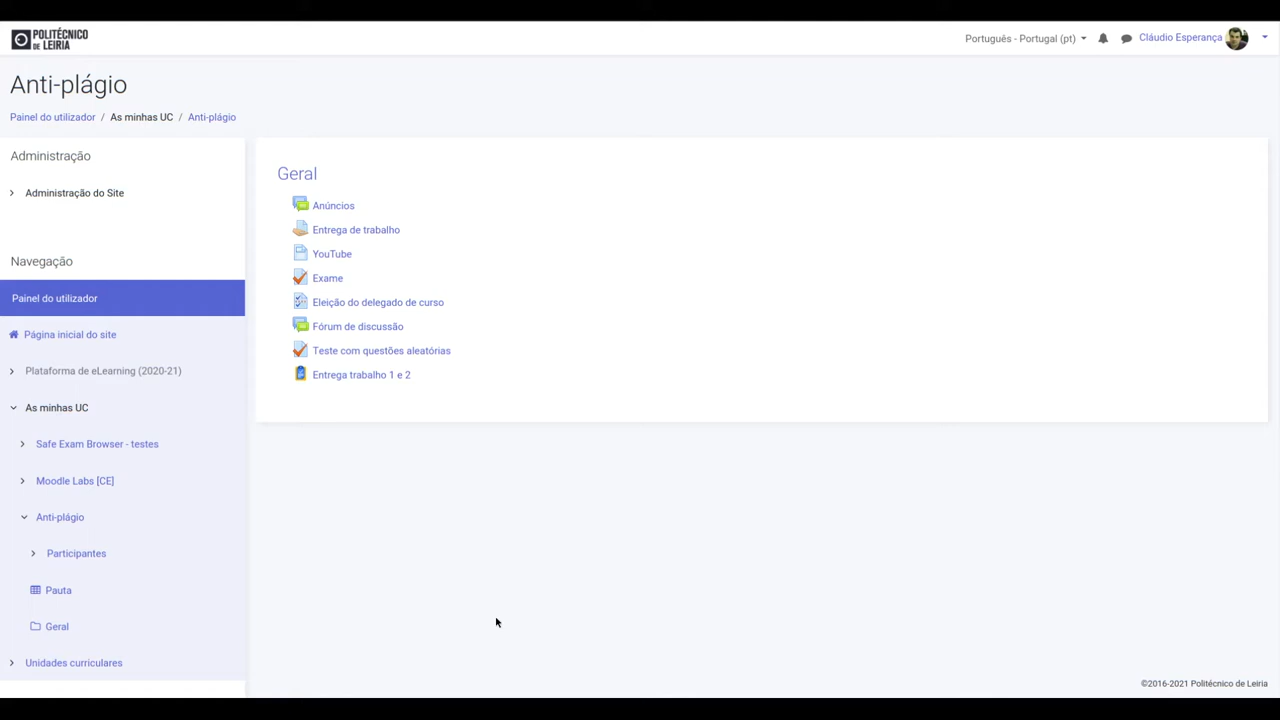 POLITÉCNICO
DE LEIRIA
Português - Portugal (pt)
Cláudio Esperança
Anti-plágio
Painel do utilizador / As minhas UC / Anti-plágio
Administração
Administração do Site
Navegação
Painel do utilizador
Página inicial do site
Plataforma de eLearning (2020-21)
As minhas UC
Safe Exam Browser - testes
Moodle Labs [CE]
Anti-plágio
Participantes
Pauta
Geral
Unidades curriculares
Geral
Anúncios
Entrega de trabalho
YouTube
Exame
Eleição do delegado de curso
Fórum de discussão
Teste com questões aleatórias
Entrega trabalho 1 e 2
©2016-2021 Politécnico de Leiria